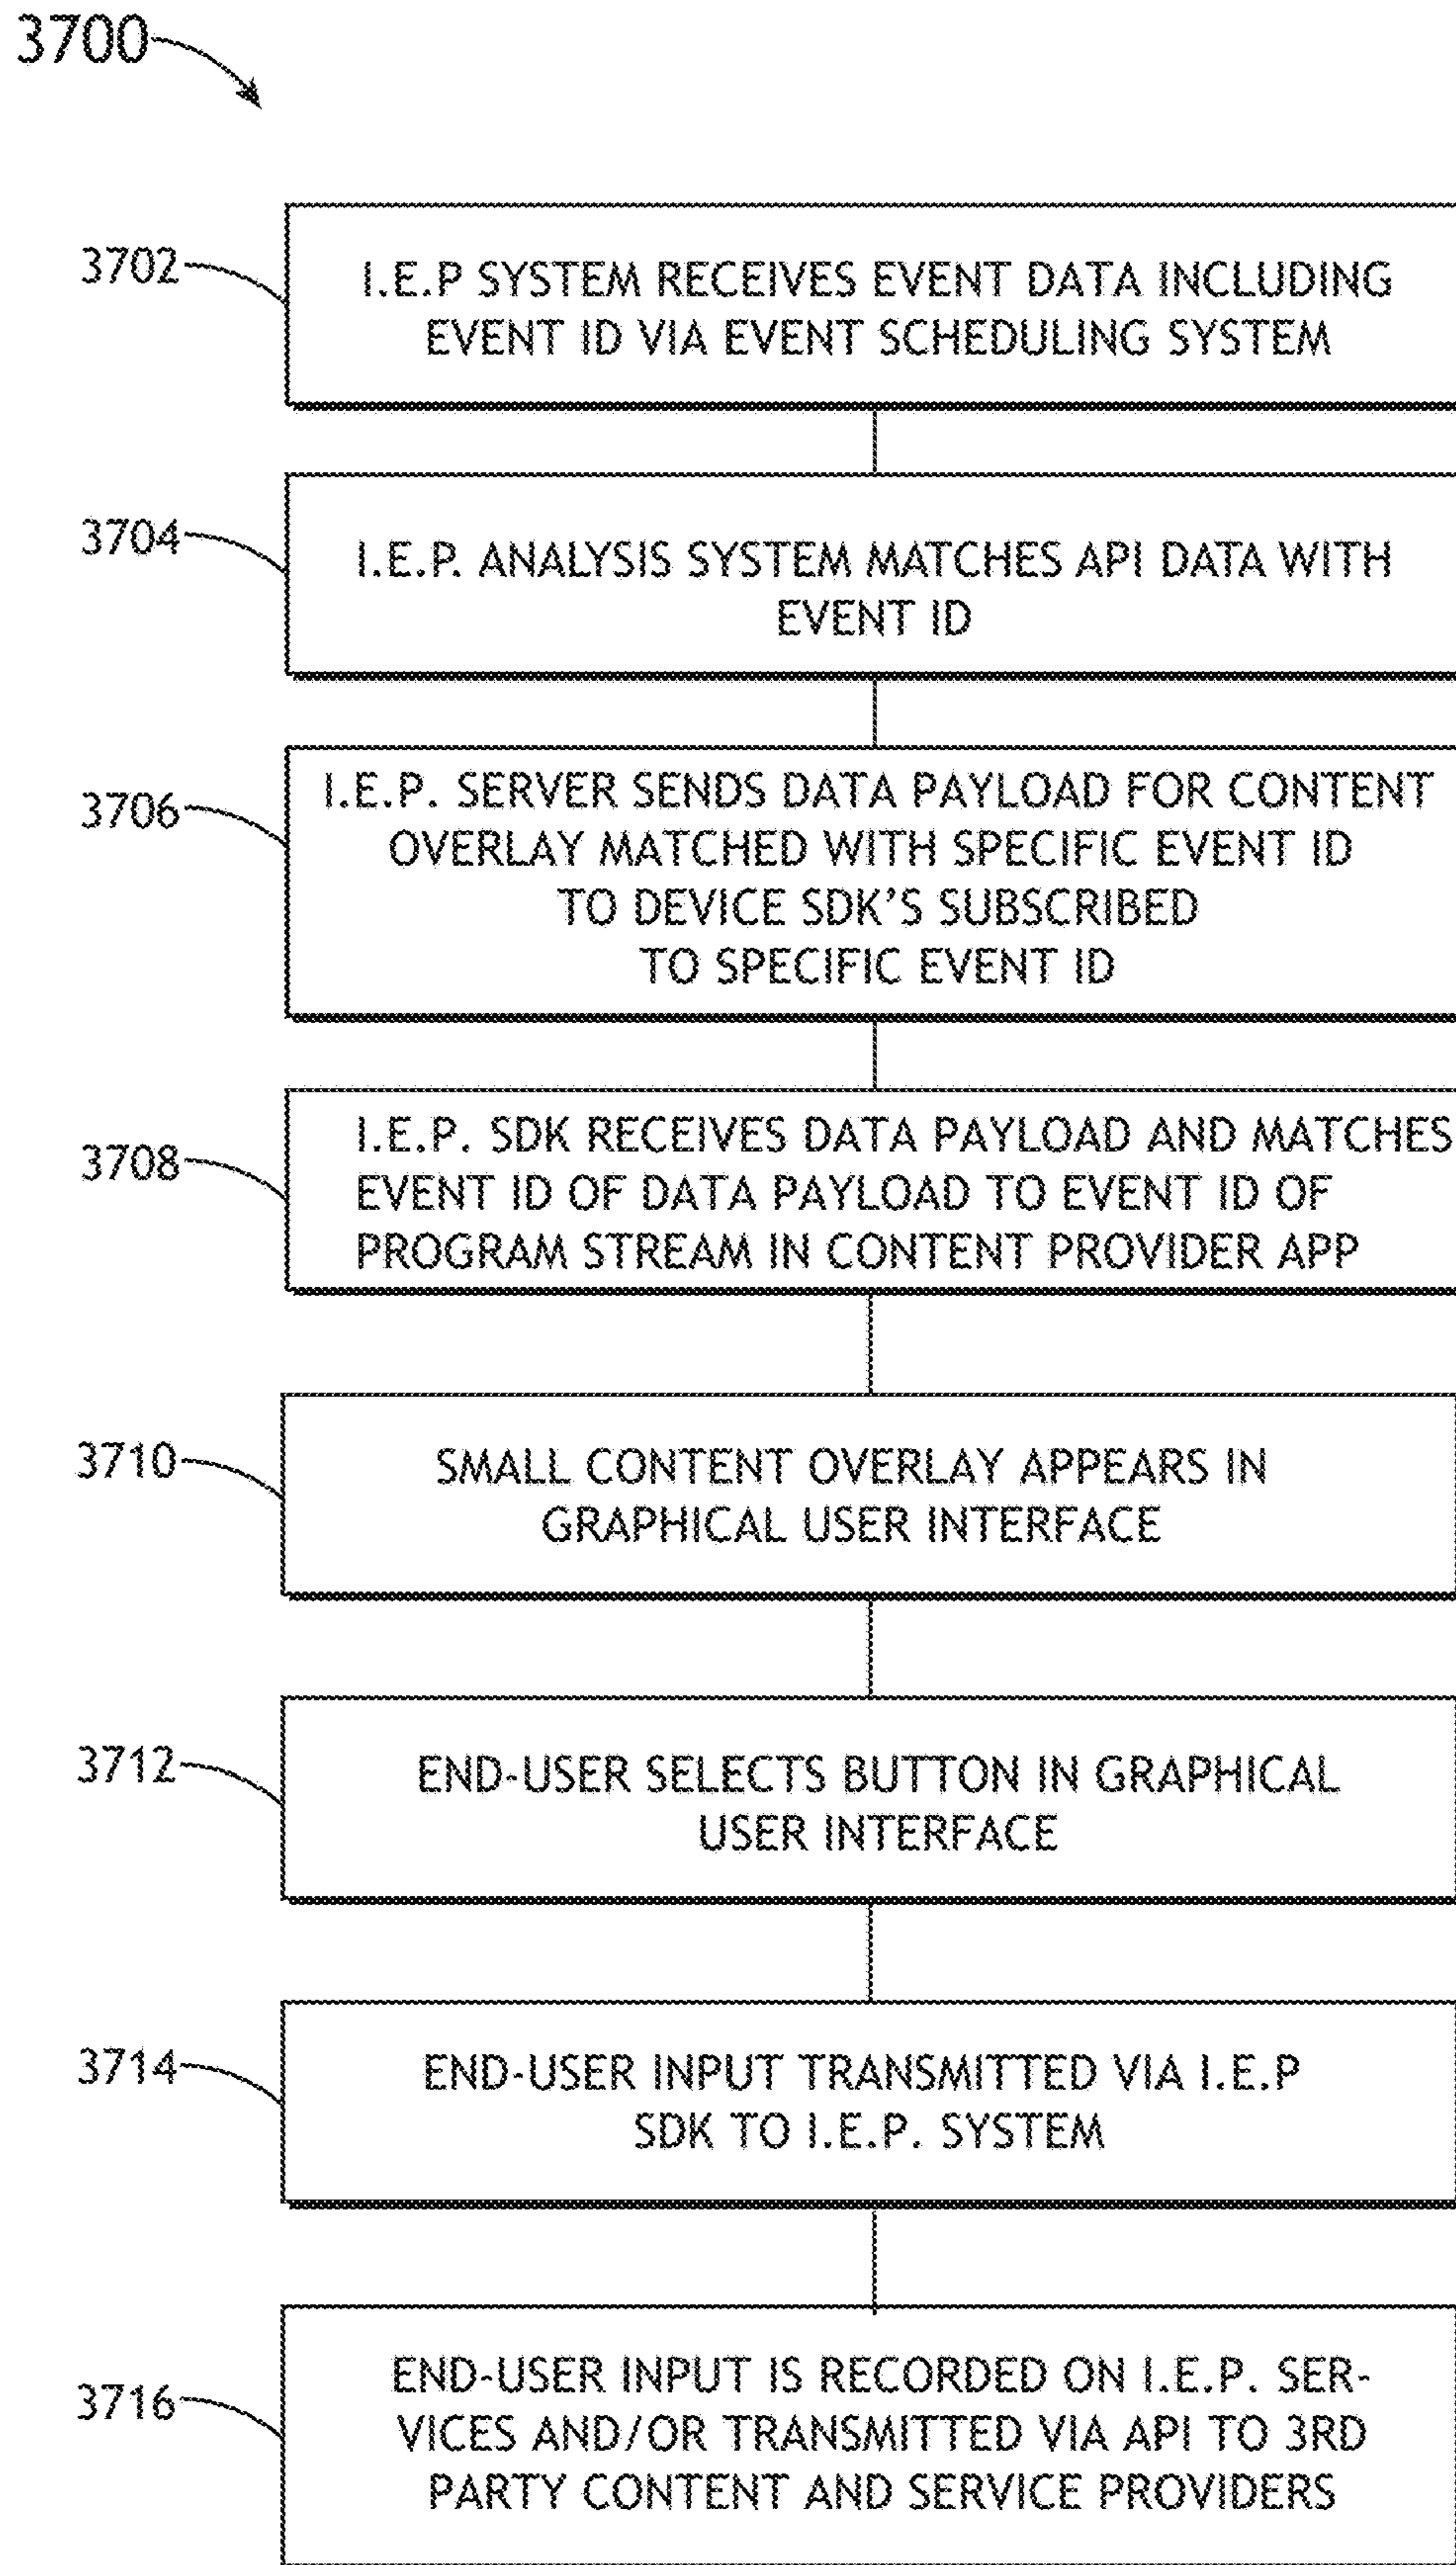 3700
3702
I.E.P SYSTEM RECEIVES EVENT DATA INCLUDING
EVENT ID VIA EVENT SCHEDULING SYSTEM
3704
I.E.P. ANALYSIS SYSTEM MATCHES API DATA WITH
EVENT ID
3706
I.E.P. SERVER SENDS DATA PAYLOAD FOR CONTENT
OVERLAY MATCHED WITH SPECIFIC EVENT ID
TO DEVICE SDK'S SUBSCRIBED
TO SPECIFIC EVENT ID
3708
I.E.P. SDK RECEIVES DATA PAYLOAD AND MATCHES
EVENT ID OF DATA PAYLOAD TO EVENT ID OF
PROGRAM STREAM IN CONTENT PROVIDER APP
3710
SMALL CONTENT OVERLAY APPEARS IN
GRAPHICAL USER INTERFACE
3712
END-USER SELECTS BUTTON IN GRAPHICAL
USER INTERFACE
3714
END-USER INPUT TRANSMITTED VIA I.E.P
SDK TO I.E.P. SYSTEM
3716
END-USER INPUT IS RECORDED ON I.E.P. SER-
VICES AND/OR TRANSMITTED VIA API TO 3RD
PARTY CONTENT AND SERVICE PROVIDERS